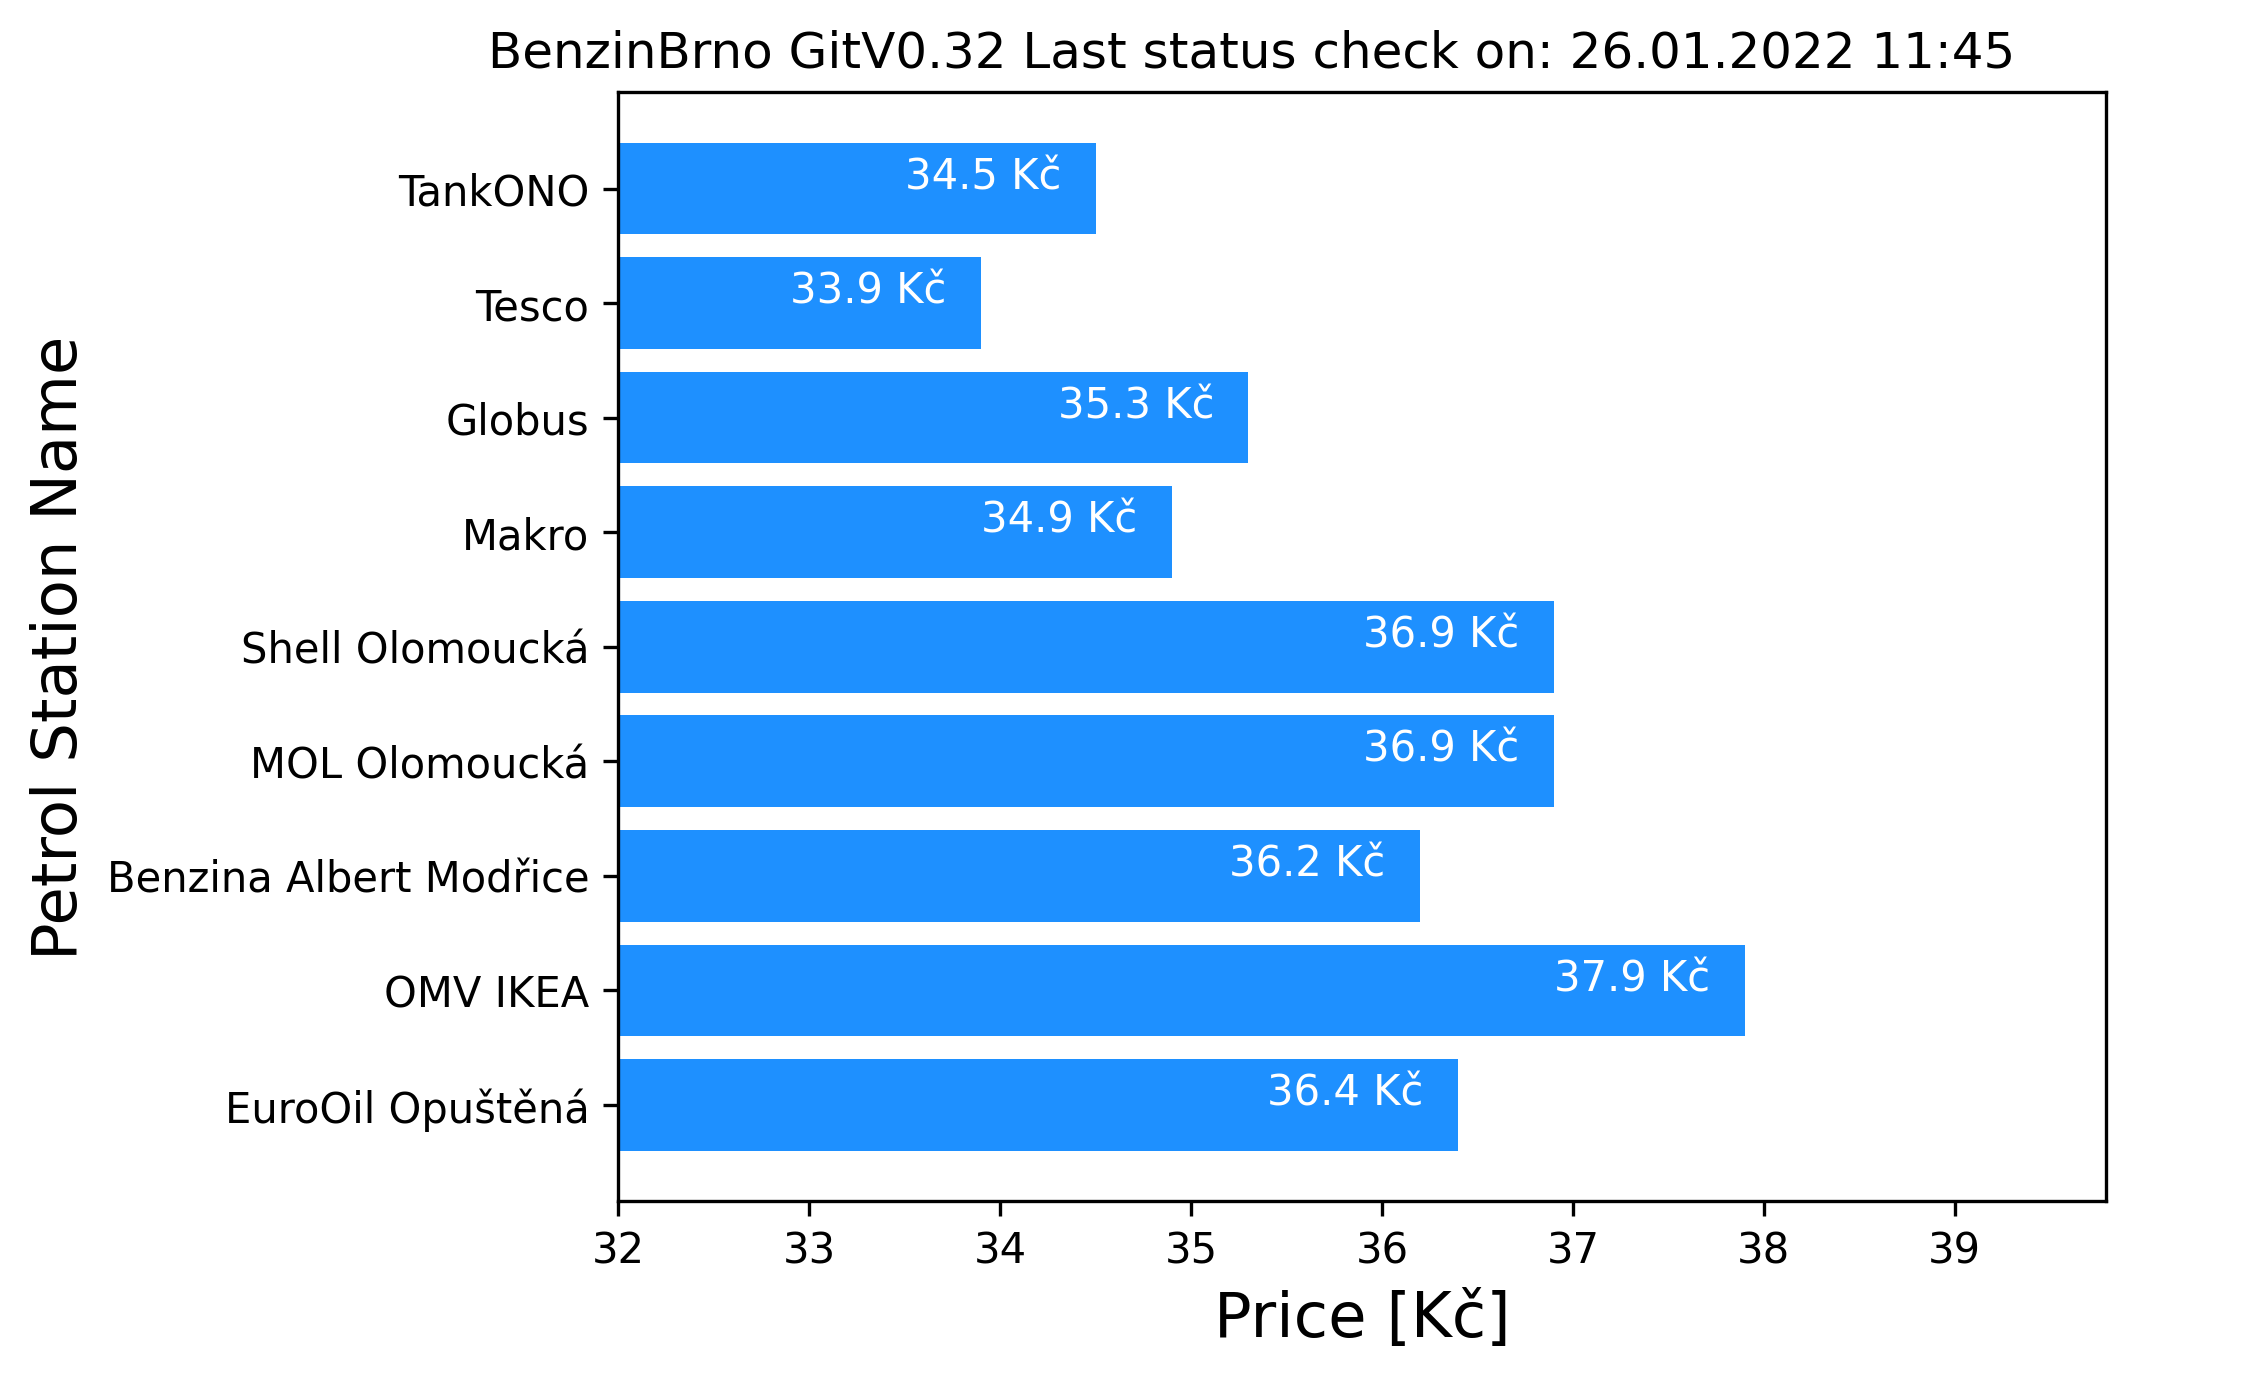 BenzinBrno GitV0.32 Last status check on: 26.01.2022 11:45
Petrol Station Name
TankONO
34.5 Kč
Tesco
33.9 Kč
Globus
35.3 Kč
Makro
34.9 Kč
Shell Olomoucká
36.9 Kč
MOL Olomoucká
36.9 Kč
Benzina Albert Modřice
36.2 Kč
OMV IKEA
37.9 Kč
EuroOil Opuštěná
36.4 Kč
32 33 34 35 36 37 38 39
Price [Kč]